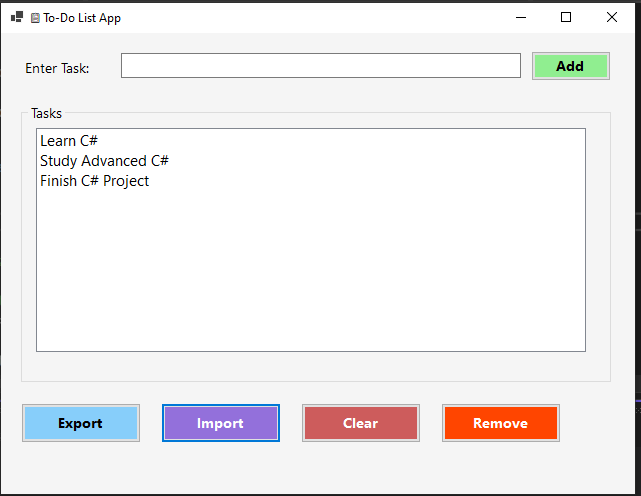 To-Do List App
Enter Task:
Add
Tasks
Learn C#
Study Advanced C#
Finish C# Project
Export Import Clear Remove